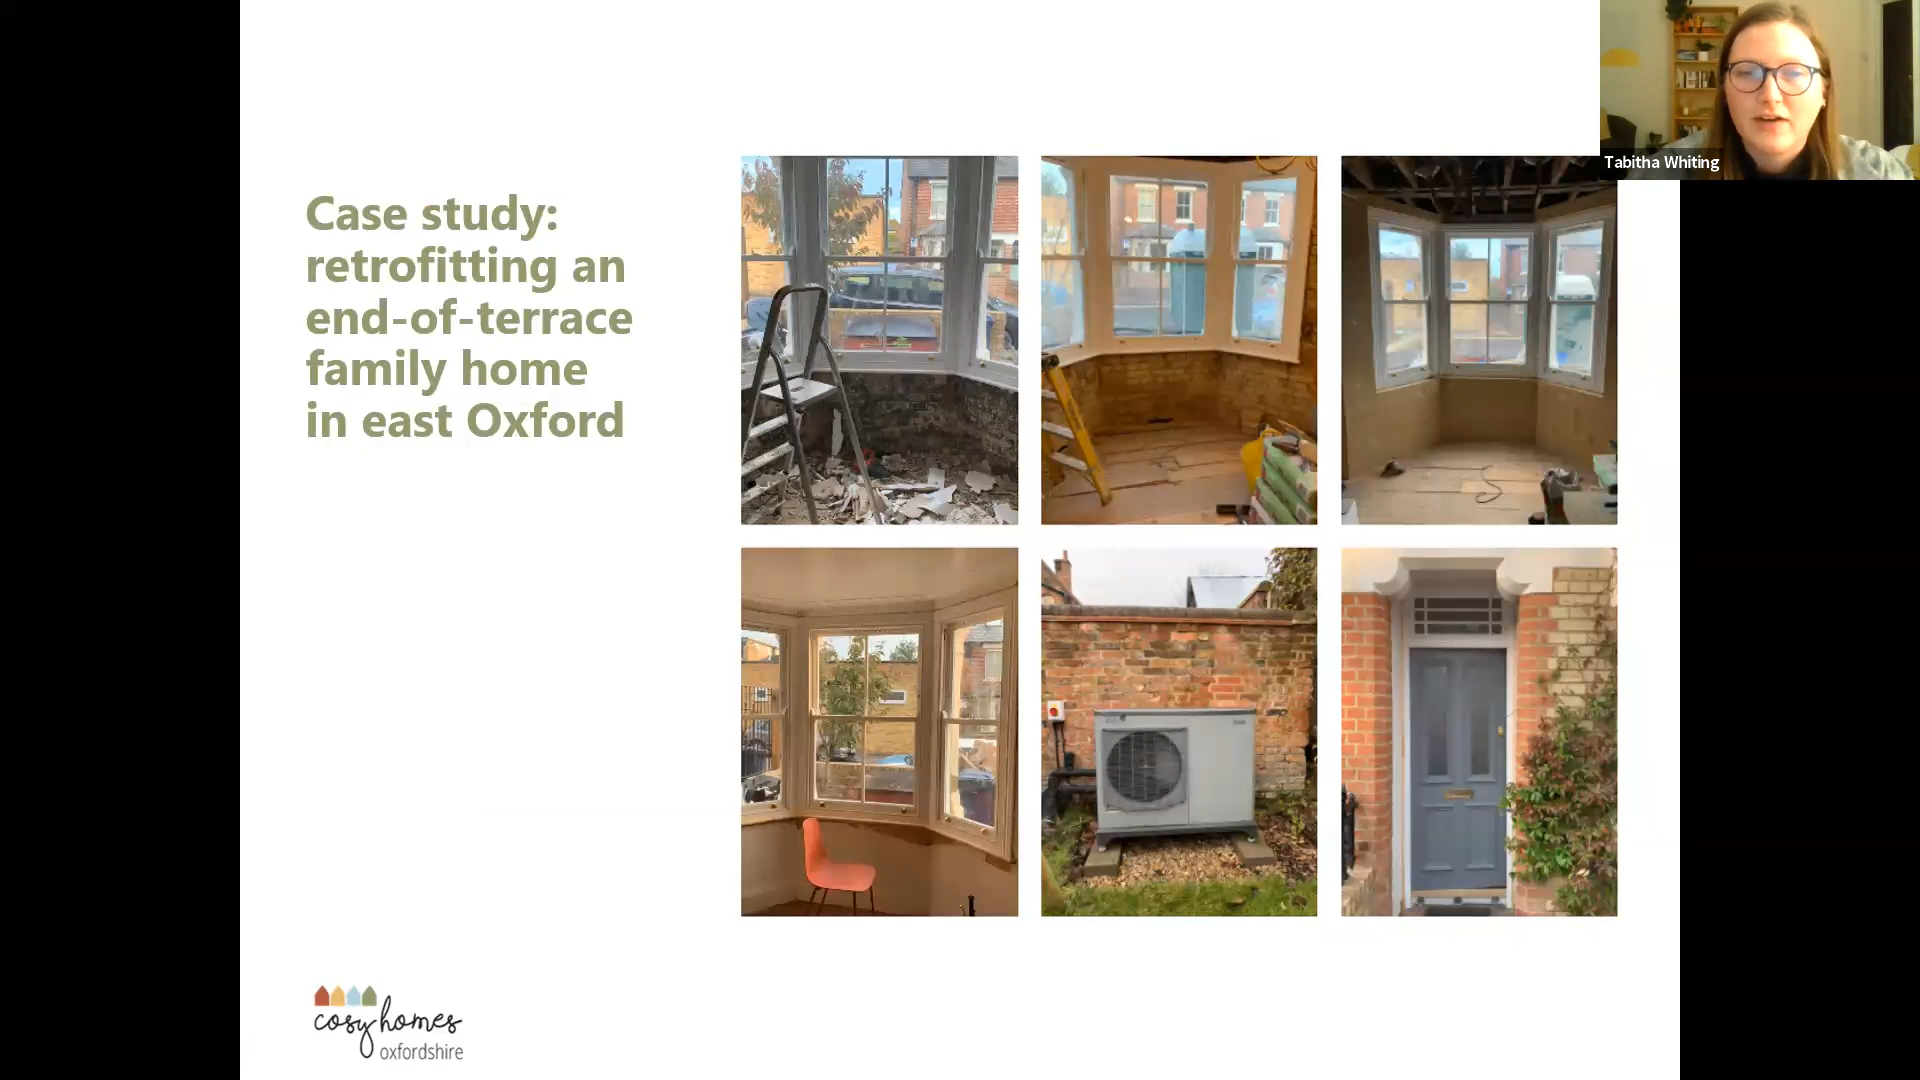 Case study:
retrofitting an
end-of-terrace
family home
in east Oxford
Tabitha Whiting
cosy homes
oxfordshire